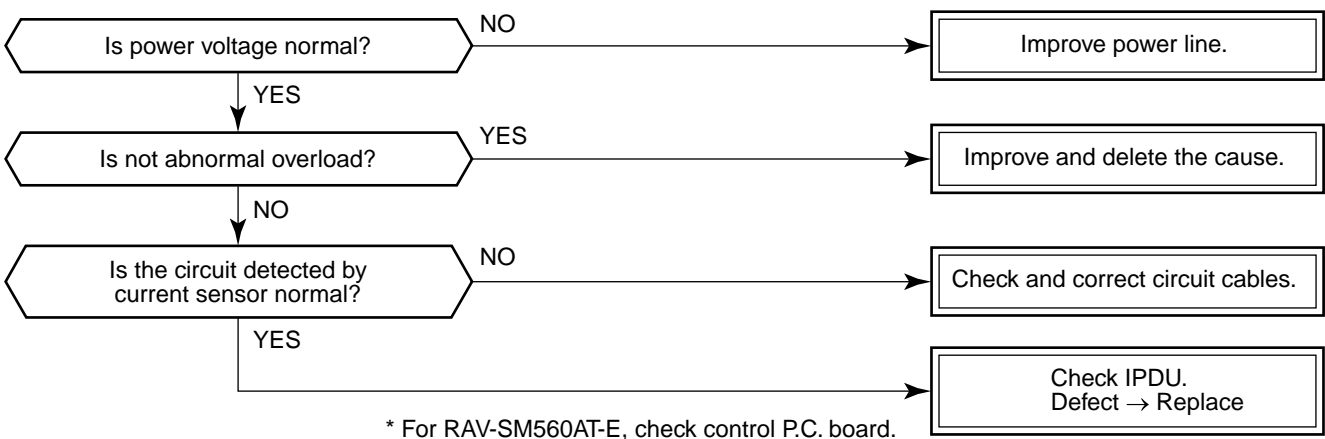 Is power voltage normal?
NO
Improve power line.
YES
Is not abnormal overload?
YES
Improve and delete the cause.
NO
Is the circuit detected by
current sensor normal?
NO
Check and correct circuit cables.
YES
Check IPDU.
Defect → Replace
* For RAV-SM560AT-E, check control P.C. board.